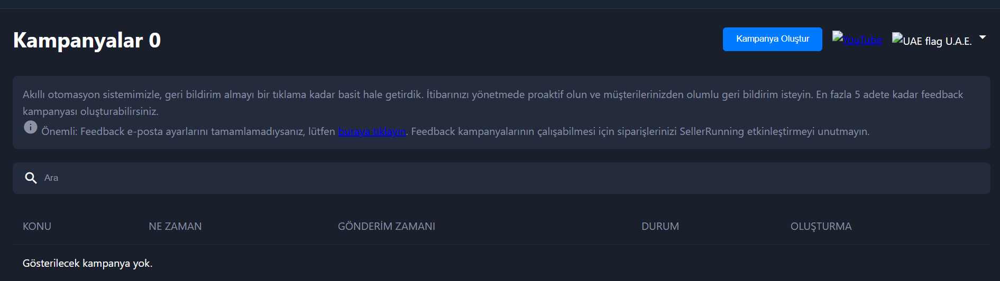 Kampanyalar 0
Kampanya Oluştur
YouTube
UAE flag U.A.E.
Akıllı otomasyon sistemimizle, geri bildirim almayı bir tıklama kadar basit hale getirdik. İtibarınızı yönetmede proaktif olun ve müşterilerinizden olumlu geri bildirim isteyin. En fazla 5 adete kadar feedback
kampanyası oluşturabilirsiniz.
Önemli: Feedback e-posta ayarlarını tamamlamadıysanız, lütfen buraya tıklayın. Feedback kampanyalarının çalışabilmesi için siparişlerinizi SellerRunning etkinleştirmeyi unutmayın.
Ara
KONU NE ZAMAN GÖNDERİM ZAMANI DURUM OLUŞTURMA
Gösterilecek kampanya yok.